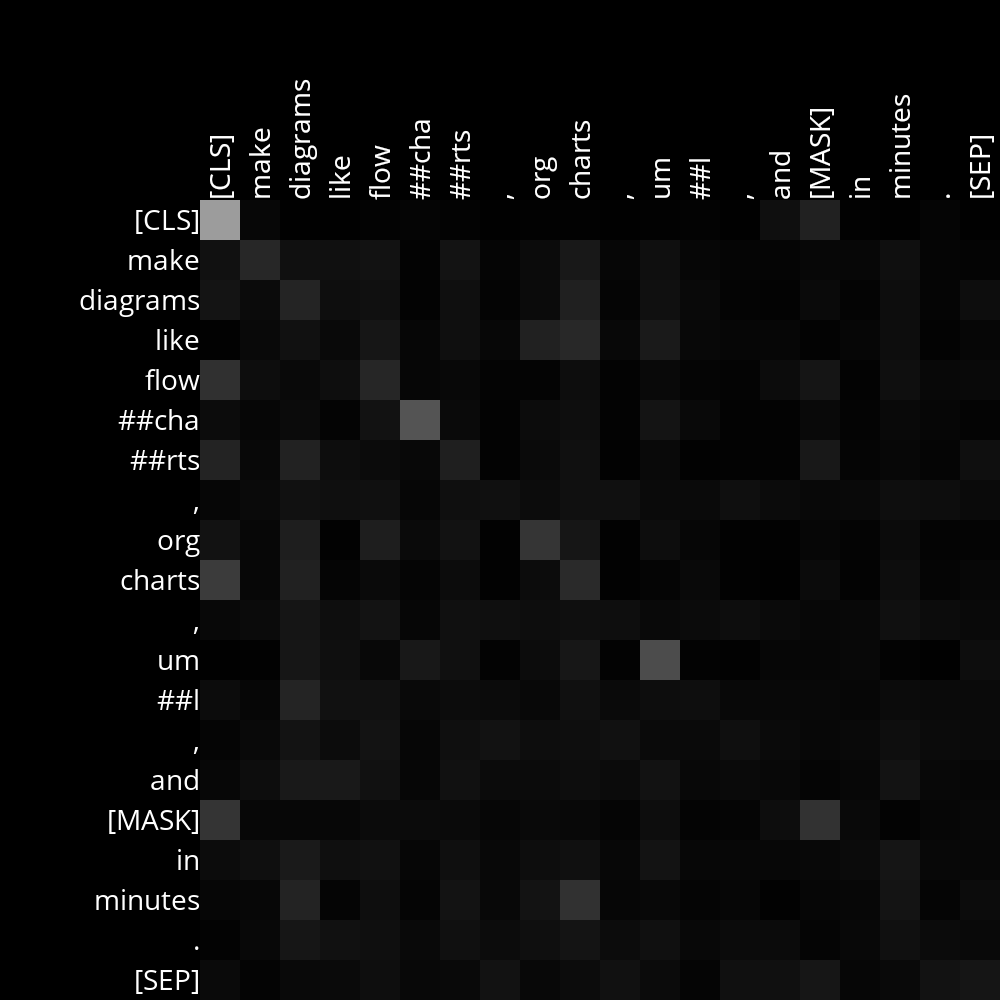 [CLS] make diagrams like flow ##cha ##rts , org charts , um ##l , and [MASK] in minutes . [SEP]
[CLS]
make
diagrams
like
flow
##cha
##rts
,
org
charts
,
um
##l
,
and
[MASK]
in
minutes
.
[SEP]